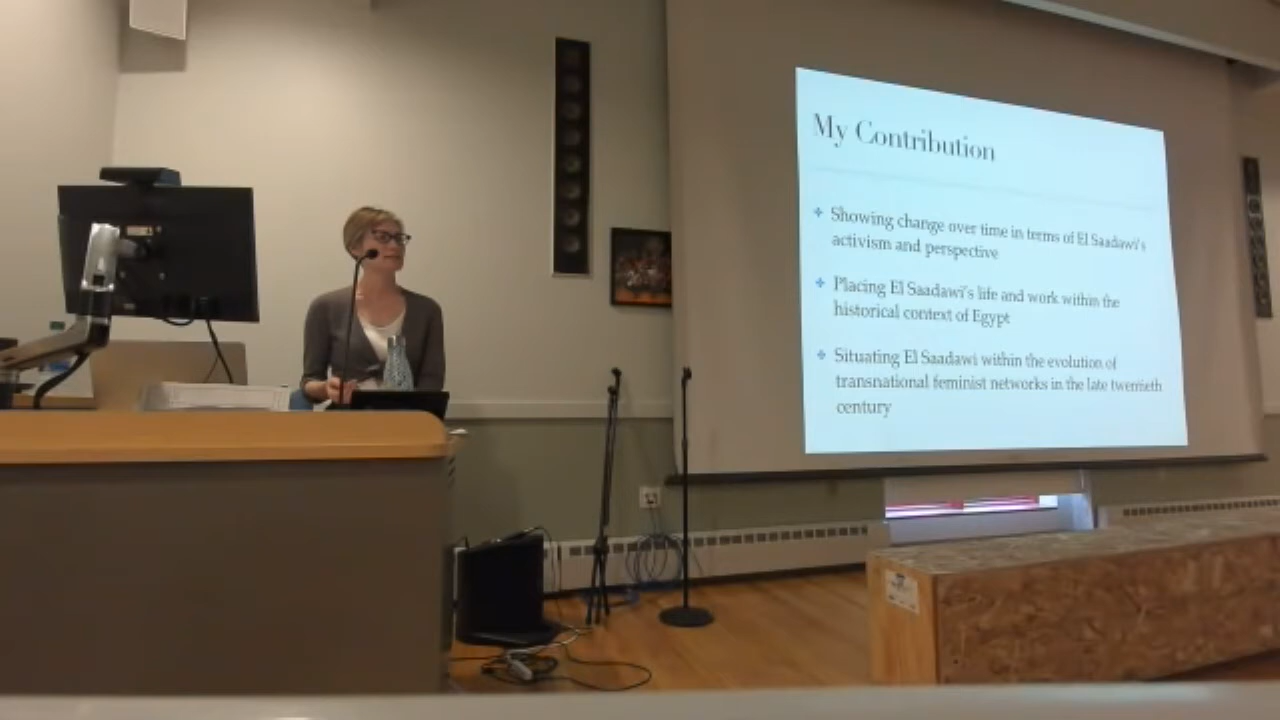 My Contribution
Showing change over time in terms of El Saadawi's
activism and perspective
Placing El Saadawi's life and work within the
historical context of Egypt
Situating El Saadawi within the evolution of
transnational feminist networks in the late twentieth
century